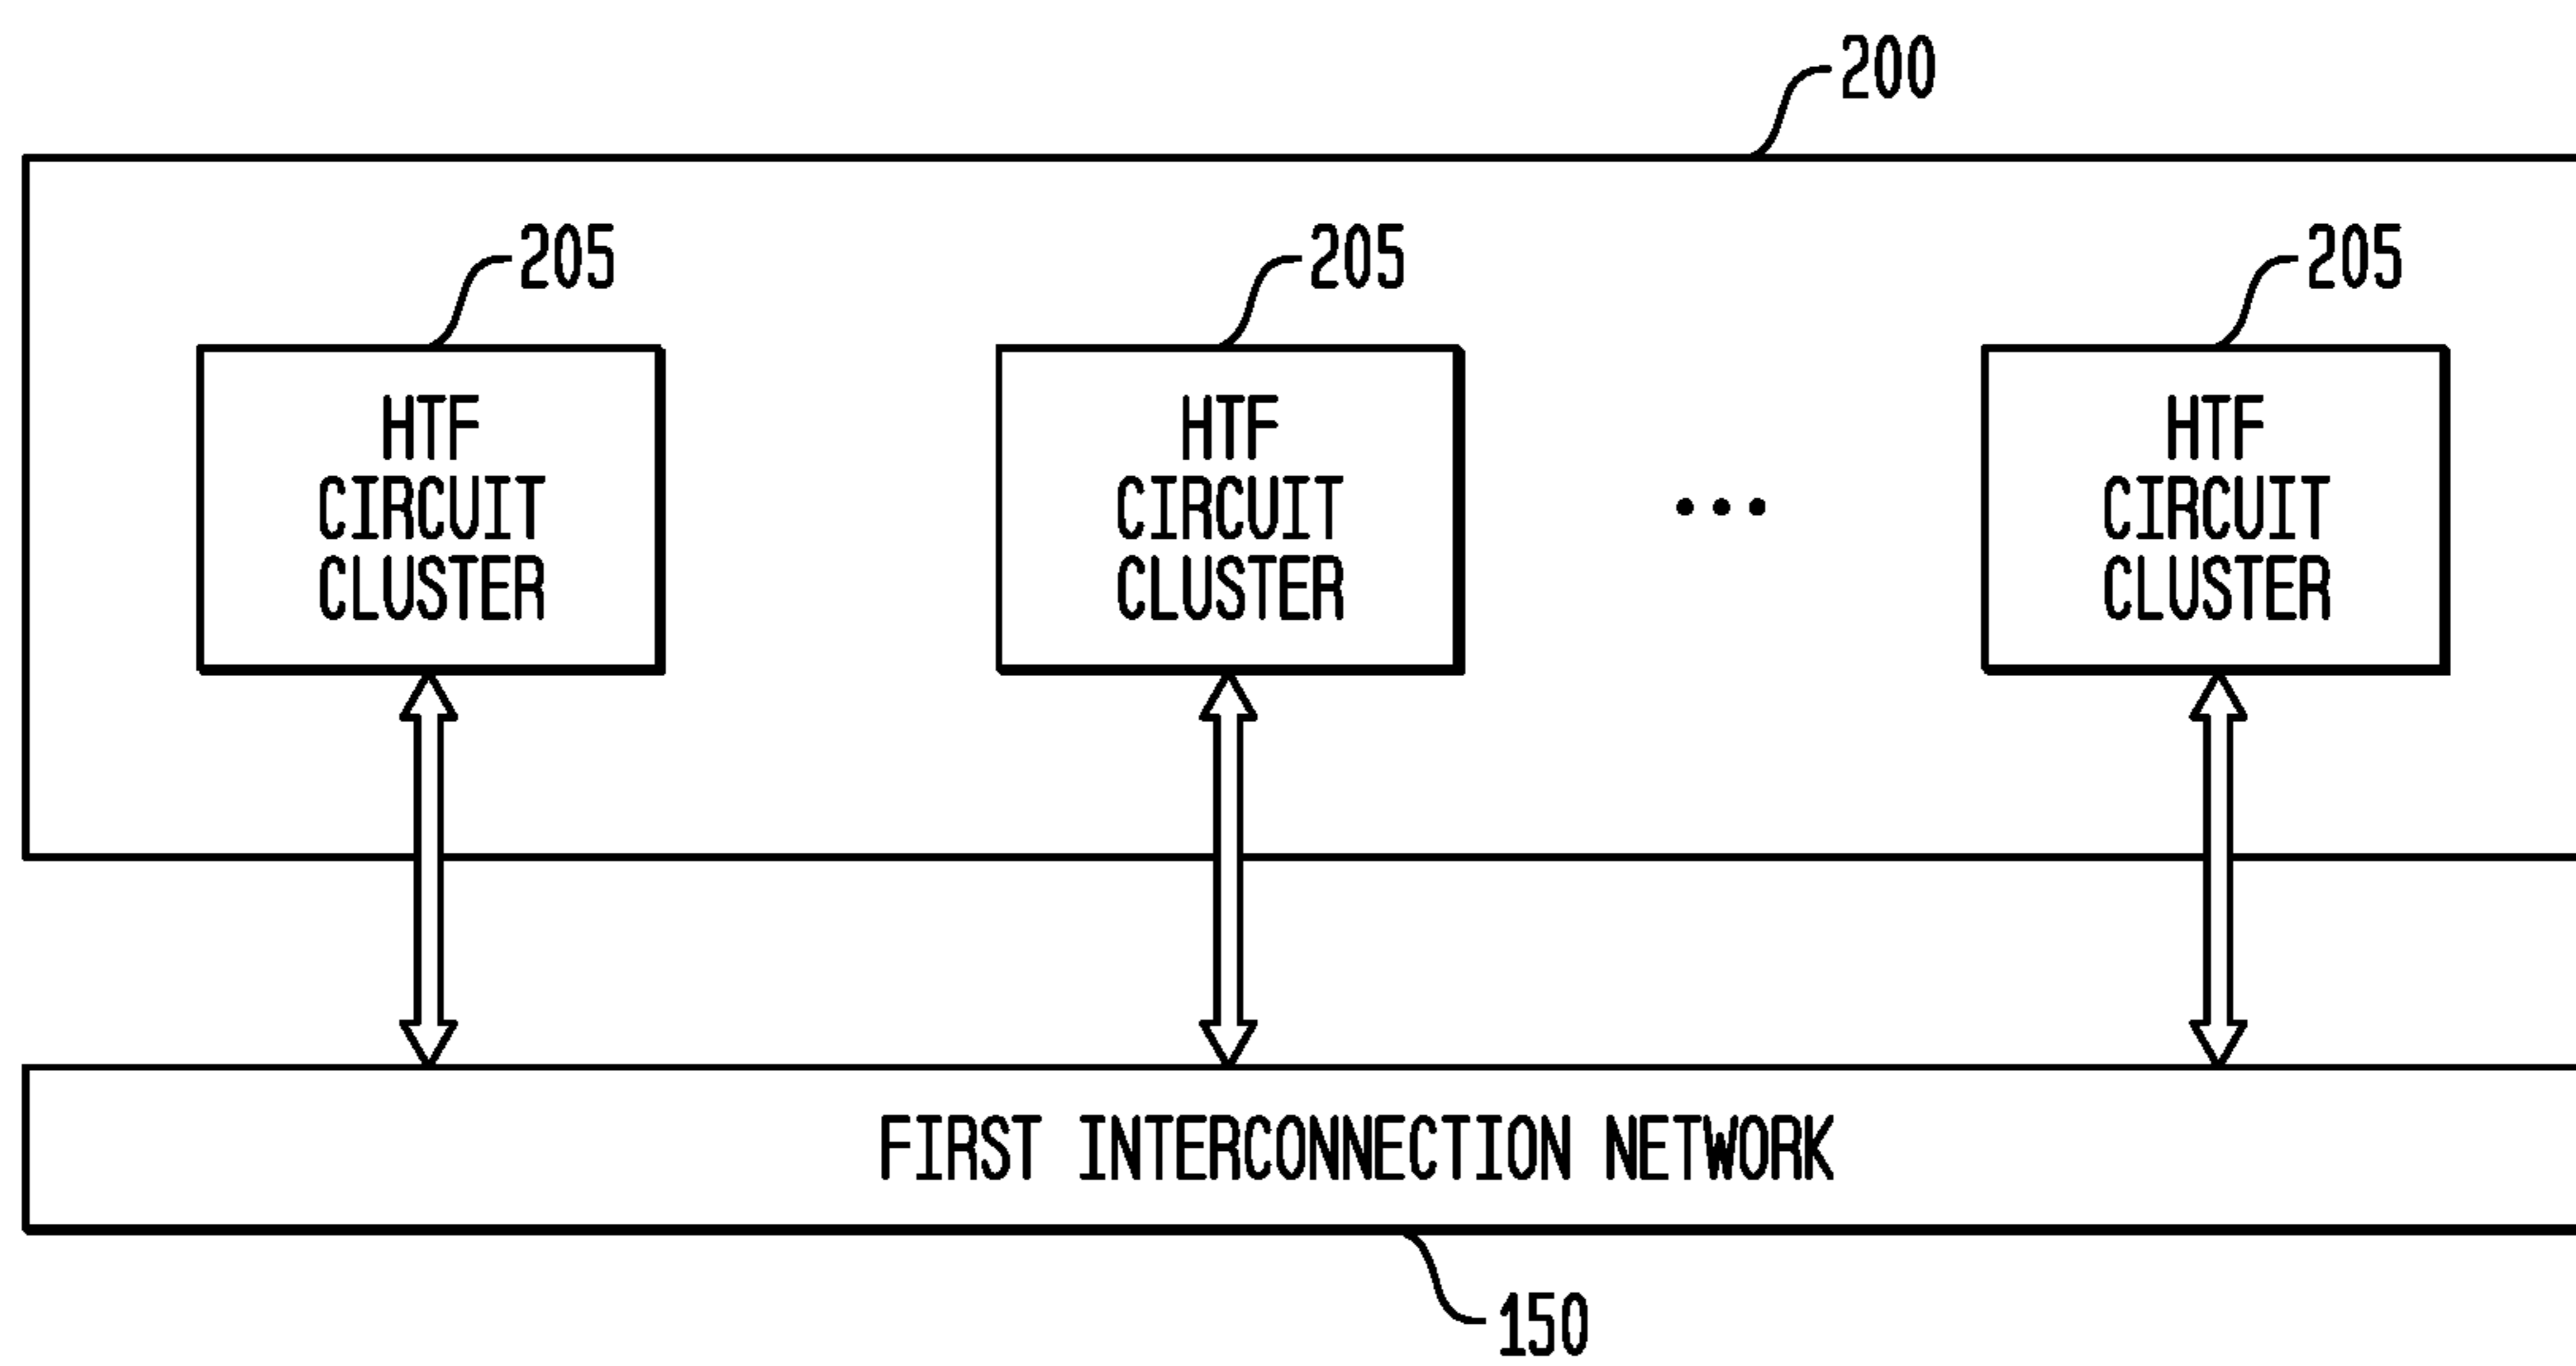 200
205
205
205
HTF
CIRCUIT
CLUSTER
HTF
CIRCUIT
CLUSTER
...
HTF
CIRCUIT
CLUSTER
FIRST INTERCONNECTION NETWORK
150